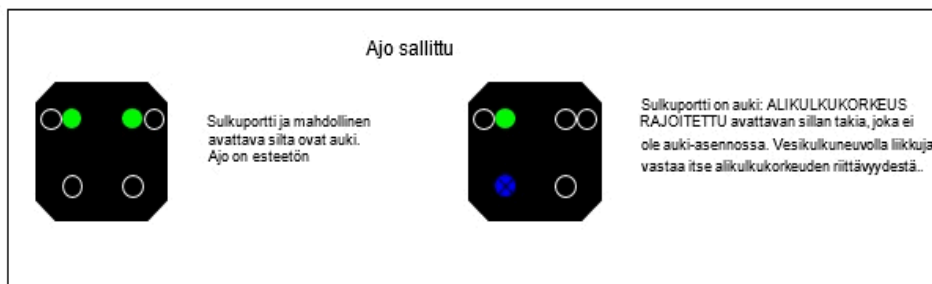 Ajo sallittu
Sulkuportti ja mahdollinen
avattava silta ovat auki.
Ajo on esteetön
Sulkuportti on auki: ALIKULKUKORKEUS
RAJOITETTU avattavan sillan takia, joka ei
ole auki-asennossa. Vesikulkuneuvolla liikkuja
vastaa itse alikulkukorkeuden riittävyydestä..